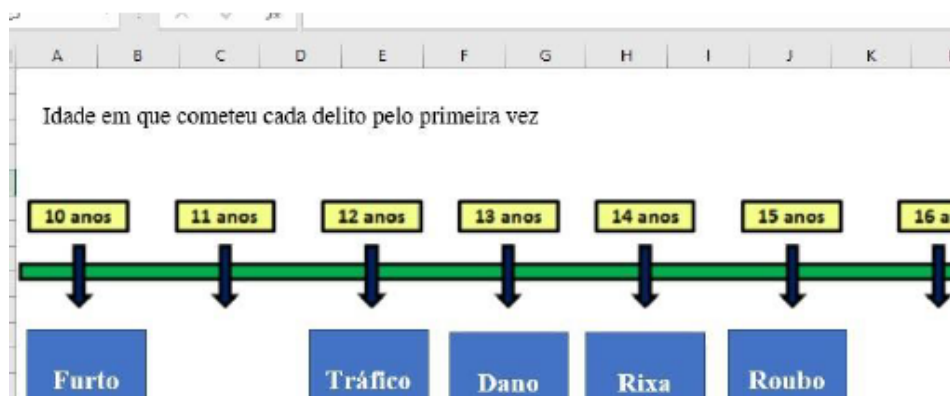 A B C D E F G H I J K
Idade em que cometeu cada delito pelo primeira vez
10 anos 11 anos 12 anos 13 anos 14 anos 15 anos 16 a
Furto Tráfico Dano Rixa Roubo